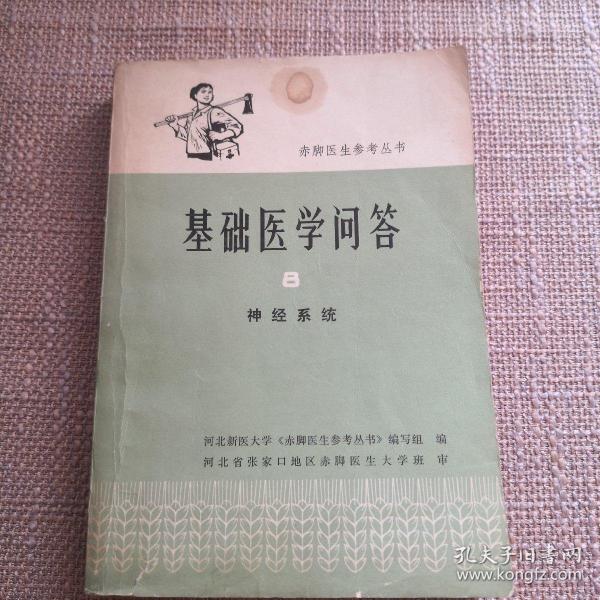 赤脚医生参考丛书
基础医学问答
8
神经系统
河北新医大学《赤脚医生参考丛书》编写组 编
河北省张家口地区赤脚医生大学班 审
孔夫子旧书网
www.kongfz.com